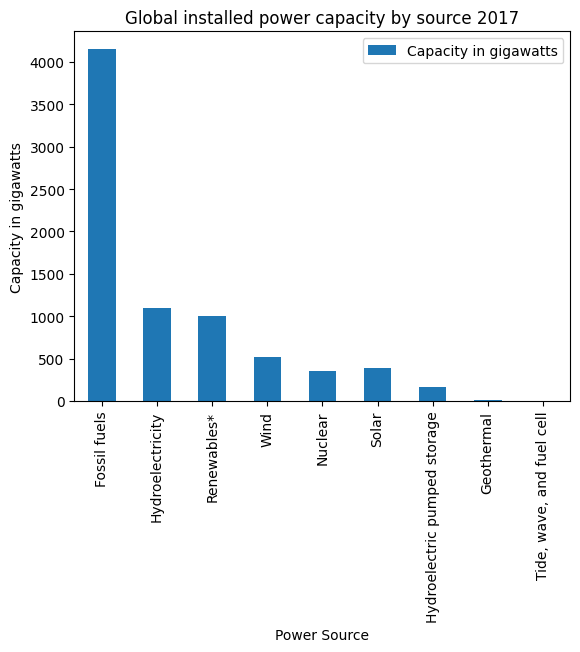 Global installed power capacity by source 2017
Capacity in gigawatts
Capacity in gigawatts
4000
3500
3000
2500
2000
1500
1000
500
0
Fossil fuels
Hydroelectricity
Renewables*
Wind
Nuclear
Solar
Hydroelectric pumped storage
Geothermal
Tide, wave, and fuel cell
Power Source